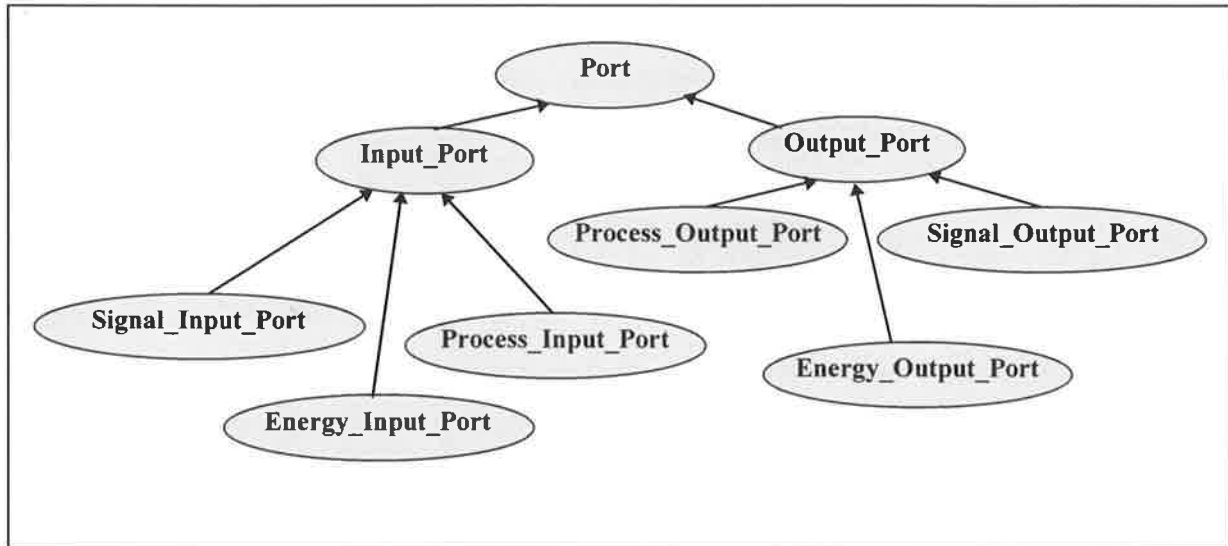 Port
Input_Port
Output_Port
Process_Output_Port
Signal_Output_Port
Signal_Input_Port
Process_Input_Port
Energy_Output_Port
Energy_Input_Port